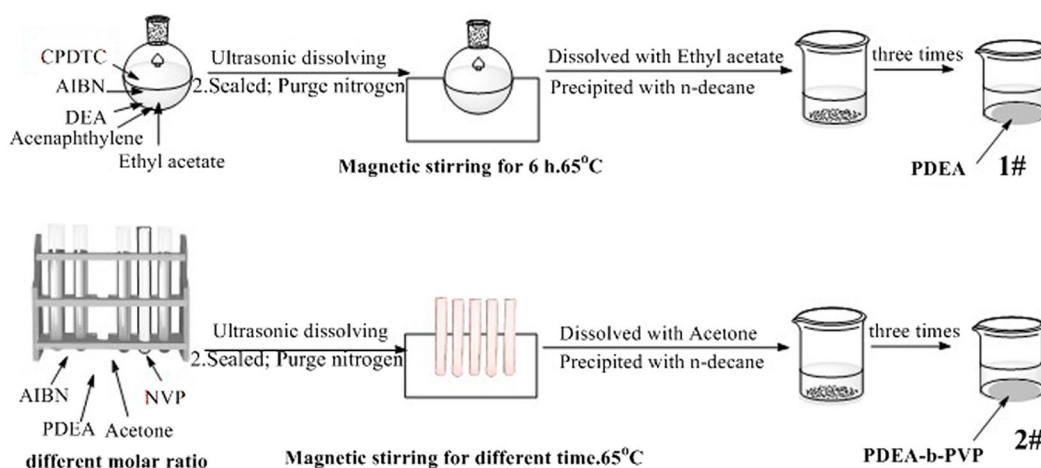 CPDTC
AIBN
DEA
Acenaphthylene
Ethyl acetate
Ultrasonic dissolving
2.Sealed; Purge nitrogen
Magnetic stirring for 6 h.65°C
Dissolved with Ethyl acetate
Precipited with n-decane
three times
PDEA
1#
AIBN
PDEA
Acetone
NVP
different molar ratio
Ultrasonic dissolving
2.Sealed; Purge nitrogen
Magnetic stirring for different time.65°C
Dissolved with Acetone
Precipited with n-decane
three times
PDEA-b-PVP
2#